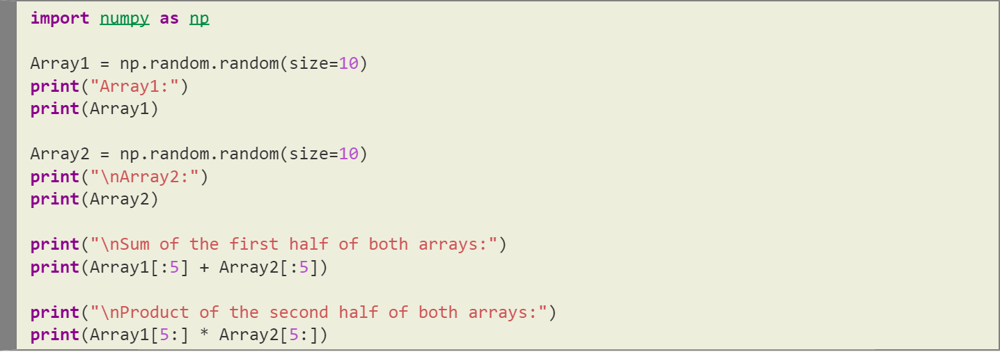 import numpy as np
Array1 = np.random.random(size=10)
print("Array1:")
print(Array1)
Array2 = np.random.random(size=10)
print("\nArray2:")
print(Array2)
print("\nSum of the first half of both arrays:")
print(Array1[:5] + Array2[:5])
print("\nProduct of the second half of both arrays:")
print(Array1[5:] * Array2[5:])